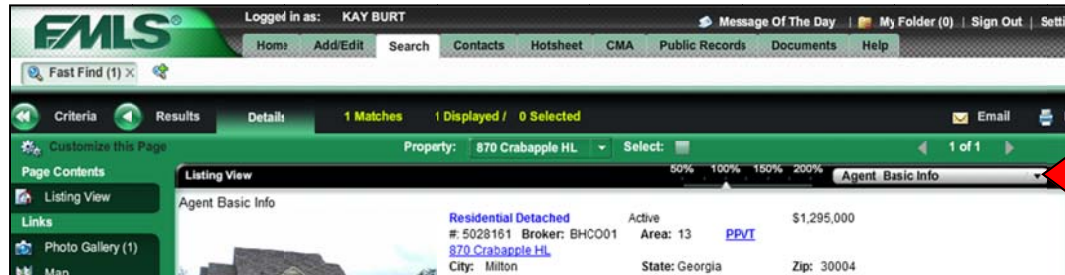 FMLS® Logged in as: KAY BURT Message Of The Day | My Folder (0) | Sign Out | Setti
Home Add/Edit Search Contacts Hotsheet CMA Public Records Documents Help
Fast Find (1) ×
Criteria Results Details 1 Matches 1 Displayed / 0 Selected Email
Customize this Page Property: 870 Crabapple HL Select: 1 of 1
Page Contents Listing View 50% 100% 150% 200% Agent Basic Info
Listing View Agent Basic Info
Links Residential Detached Active $1,295,000
#: 5028161 Broker: BHCO01 Area: 13 PPVT
Photo Gallery (1) 870 Crabapple HL
Map City: Milton State: Georgia Zip: 30004